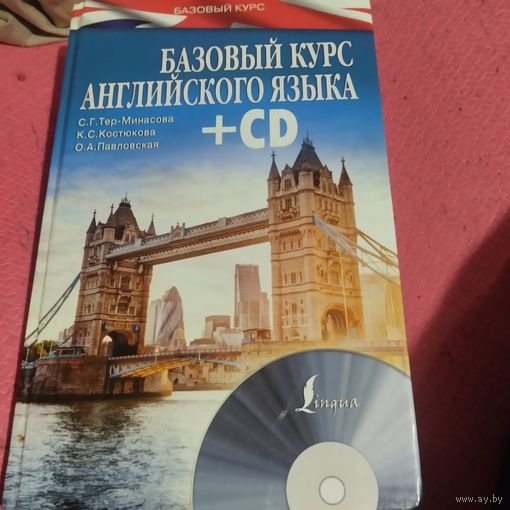 БАЗОВЫЙ КУРС
БАЗОВЫЙ КУРС
АНГЛИЙСКОГО ЯЗЫКА
С.Г.Тер-Минасова
К.С.Костюкова
О.А.Павловская
+CD
Lingua
www.ay.by